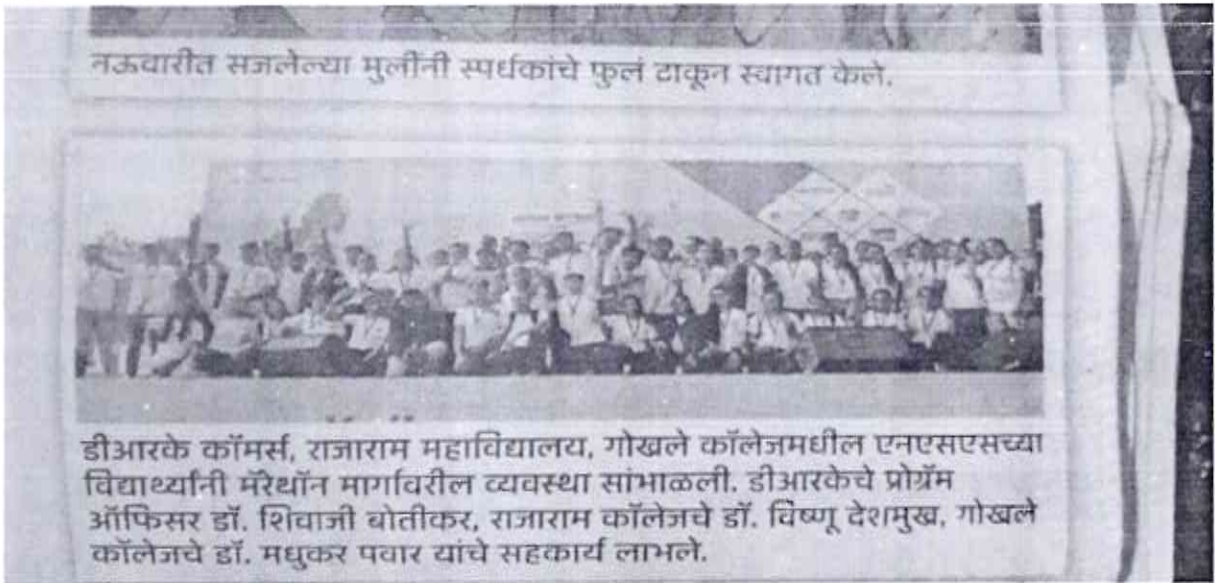 नऊवारीत सजलेल्या मुलींनी स्पर्धकांचे फुलं टाकून स्वागत केले.
डीआरके कॉमर्स, राजाराम महाविद्यालय, गोखले कॉलेजमधील एनएसएसच्या
विद्यार्थ्यांनी मॅरेथॉन मार्गावरील व्यवस्था सांभाळली. डीआरकेचे प्रोग्रॅम
ऑफिसर डॉ. शिवाजी बोतीकर, राजाराम कॉलेजचे डॉ. विष्णू देशमुख, गोखले
कॉलेजचे डॉ. मधुकर पवार यांचे सहकार्य लाभले.